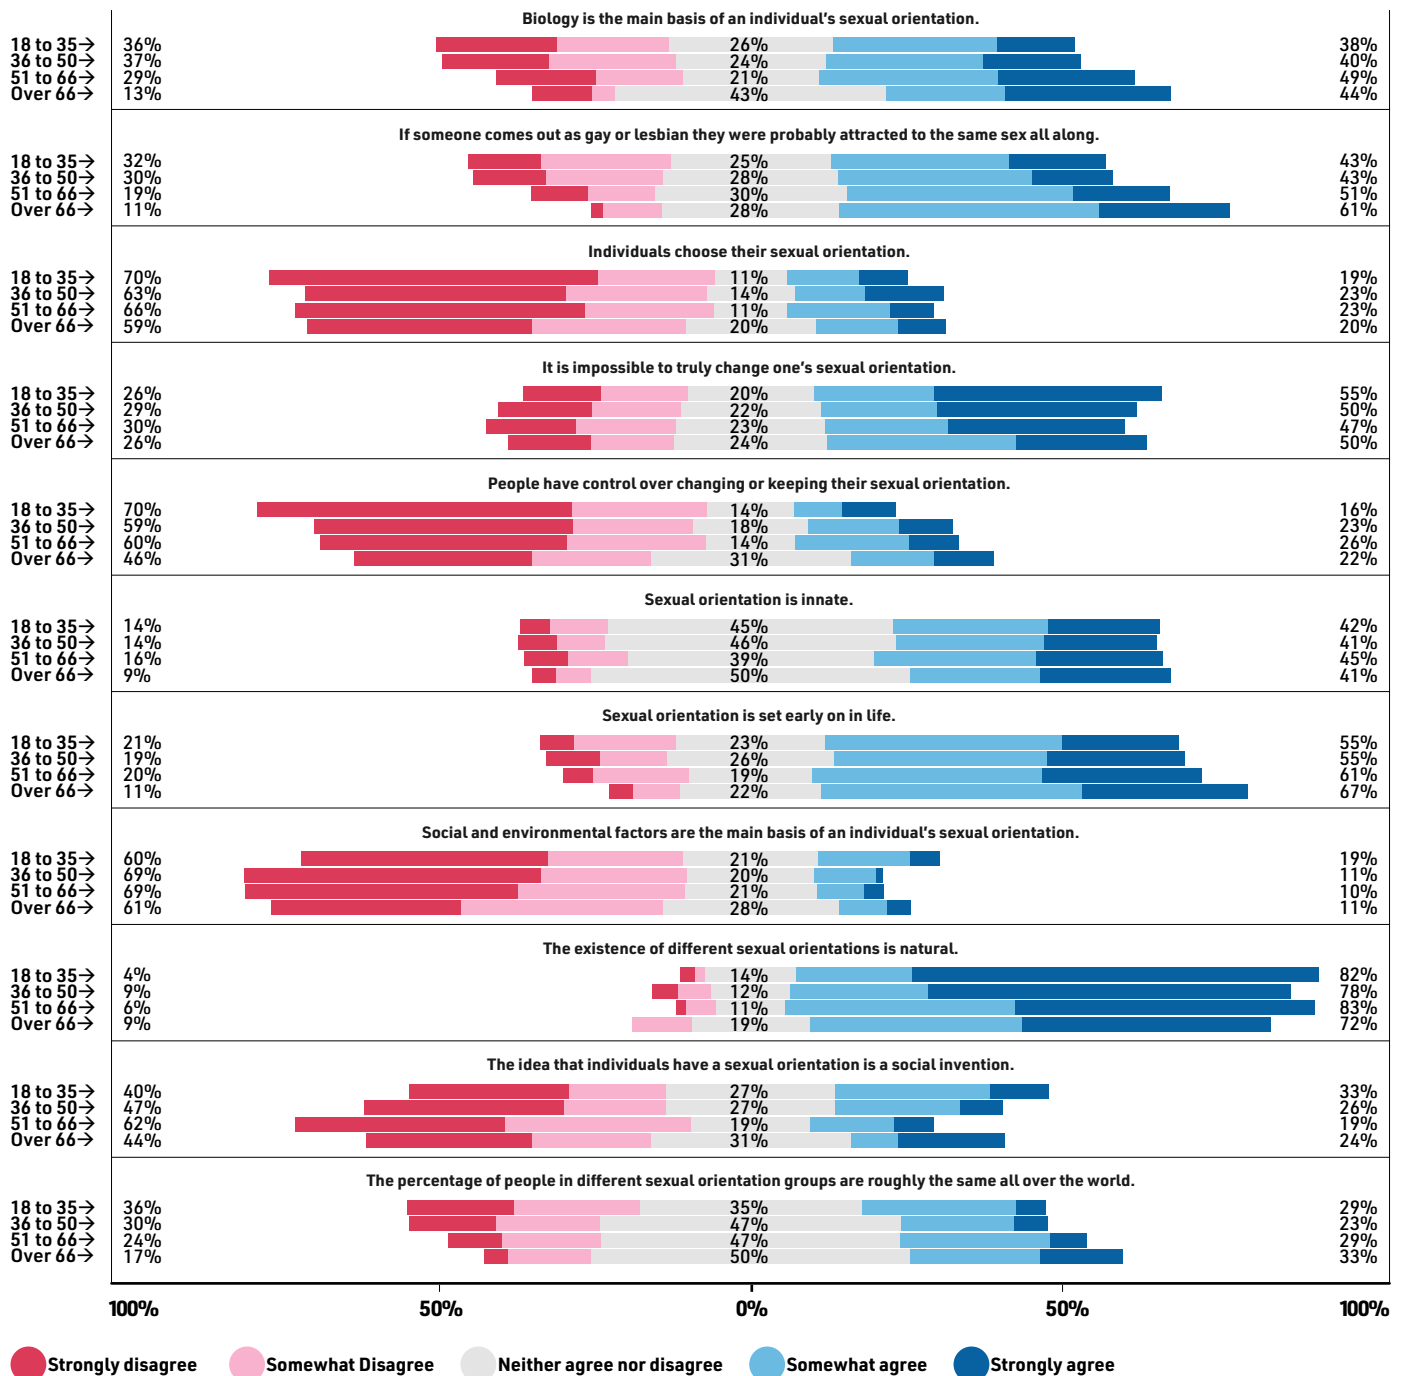 Biology is the main basis of an individual's sexual orientation.
18 to 35→ 36% 26% 38%
36 to 50→ 37% 24% 40%
51 to 66→ 29% 21% 49%
Over 66→ 13% 43% 44%
If someone comes out as gay or lesbian they were probably attracted to the same sex all along.
18 to 35→ 32% 25% 43%
36 to 50→ 30% 28% 43%
51 to 66→ 19% 30% 51%
Over 66→ 11% 28% 61%
Individuals choose their sexual orientation.
18 to 35→ 70% 11% 19%
36 to 50→ 63% 14% 23%
51 to 66→ 66% 11% 23%
Over 66→ 59% 20% 20%
It is impossible to truly change one's sexual orientation.
18 to 35→ 26% 20% 55%
36 to 50→ 29% 22% 50%
51 to 66→ 30% 23% 47%
Over 66→ 26% 24% 50%
People have control over changing or keeping their sexual orientation.
18 to 35→ 70% 14% 16%
36 to 50→ 59% 18% 23%
51 to 66→ 60% 14% 26%
Over 66→ 46% 31% 22%
Sexual orientation is innate.
18 to 35→ 14% 45% 42%
36 to 50→ 14% 46% 41%
51 to 66→ 16% 39% 45%
Over 66→ 9% 50% 41%
Sexual orientation is set early on in life.
18 to 35→ 21% 23% 55%
36 to 50→ 19% 26% 55%
51 to 66→ 20% 19% 61%
Over 66→ 11% 22% 67%
Social and environmental factors are the main basis of an individual's sexual orientation.
18 to 35→ 60% 21% 19%
36 to 50→ 69% 20% 11%
51 to 66→ 69% 21% 10%
Over 66→ 61% 28% 11%
The existence of different sexual orientations is natural.
18 to 35→ 4% 14% 82%
36 to 50→ 9% 12% 78%
51 to 66→ 6% 11% 83%
Over 66→ 9% 19% 72%
The idea that individuals have a sexual orientation is a social invention.
18 to 35→ 40% 27% 33%
36 to 50→ 47% 27% 26%
51 to 66→ 62% 19% 19%
Over 66→ 44% 31% 24%
The percentage of people in different sexual orientation groups are roughly the same all over the world.
18 to 35→ 36% 35% 29%
36 to 50→ 30% 47% 23%
51 to 66→ 24% 47% 29%
Over 66→ 17% 50% 33%
100% 50% 0% 50% 100%
Strongly disagree Somewhat Disagree Neither agree nor disagree Somewhat agree Strongly agree